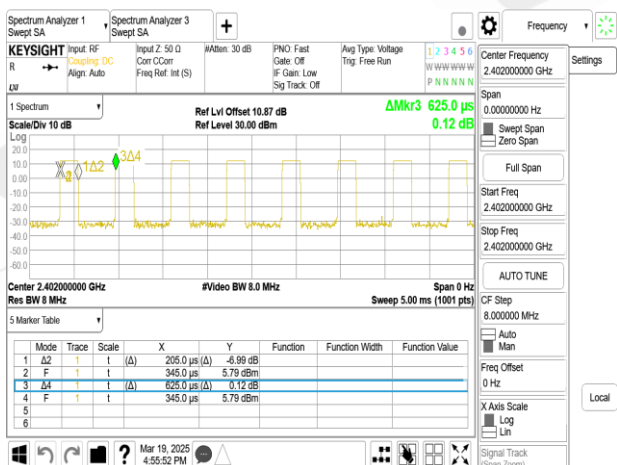 Spectrum Analyzer 1
Swept SA
Spectrum Analyzer 3
Swept SA
+
Frequency
KEYSIGHT
R
LXI
Input: RF
Coupling: DC
Align: Auto
Input Z: 50 Ω
Corr CCorr
Freq Ref: Int (S)
#Atten: 30 dB
PNO: Fast
Gate: Off
IF Gain: Low
Sig Track: Off
Avg Type: Voltage
Trig: Free Run
1 2 3 4 5 6
W W W W W W
P N N N N N
Center Frequency
2.402000000 GHz
Settings
Span
0.00000000 Hz
Swept Span
Zero Span
Full Span
Start Freq
2.402000000 GHz
Stop Freq
2.402000000 GHz
AUTO TUNE
CF Step
8.000000 MHz
Auto
Man
Freq Offset
0 Hz
X Axis Scale
Log
Lin
Local
Signal Track
(Span Zoom)
1 Spectrum
Scale/Div 10 dB
Log
Ref Lvl Offset 10.87 dB
Ref Level 30.00 dBm
ΔMkr3 625.0 µs
0.12 dB
20.0
10.0
0.00
-10.0
-20.0
-30.0
-40.0
-50.0
-60.0
1Δ2
3Δ4
Center 2.402000000 GHz
Res BW 8 MHz
#Video BW 8.0 MHz
Span 0 Hz
Sweep 5.00 ms (1001 pts)
5 Marker Table
Mode Trace Scale X Y Function Function Width Function Value
1 Δ2 1 t (Δ) 205.0 µs (Δ) -6.99 dB
2 F 1 t 345.0 µs 5.79 dBm
3 Δ4 1 t (Δ) 625.0 µs (Δ) 0.12 dB
4 F 1 t 345.0 µs 5.79 dBm
5
6
?
Mar 19, 2025
4:55:52 PM